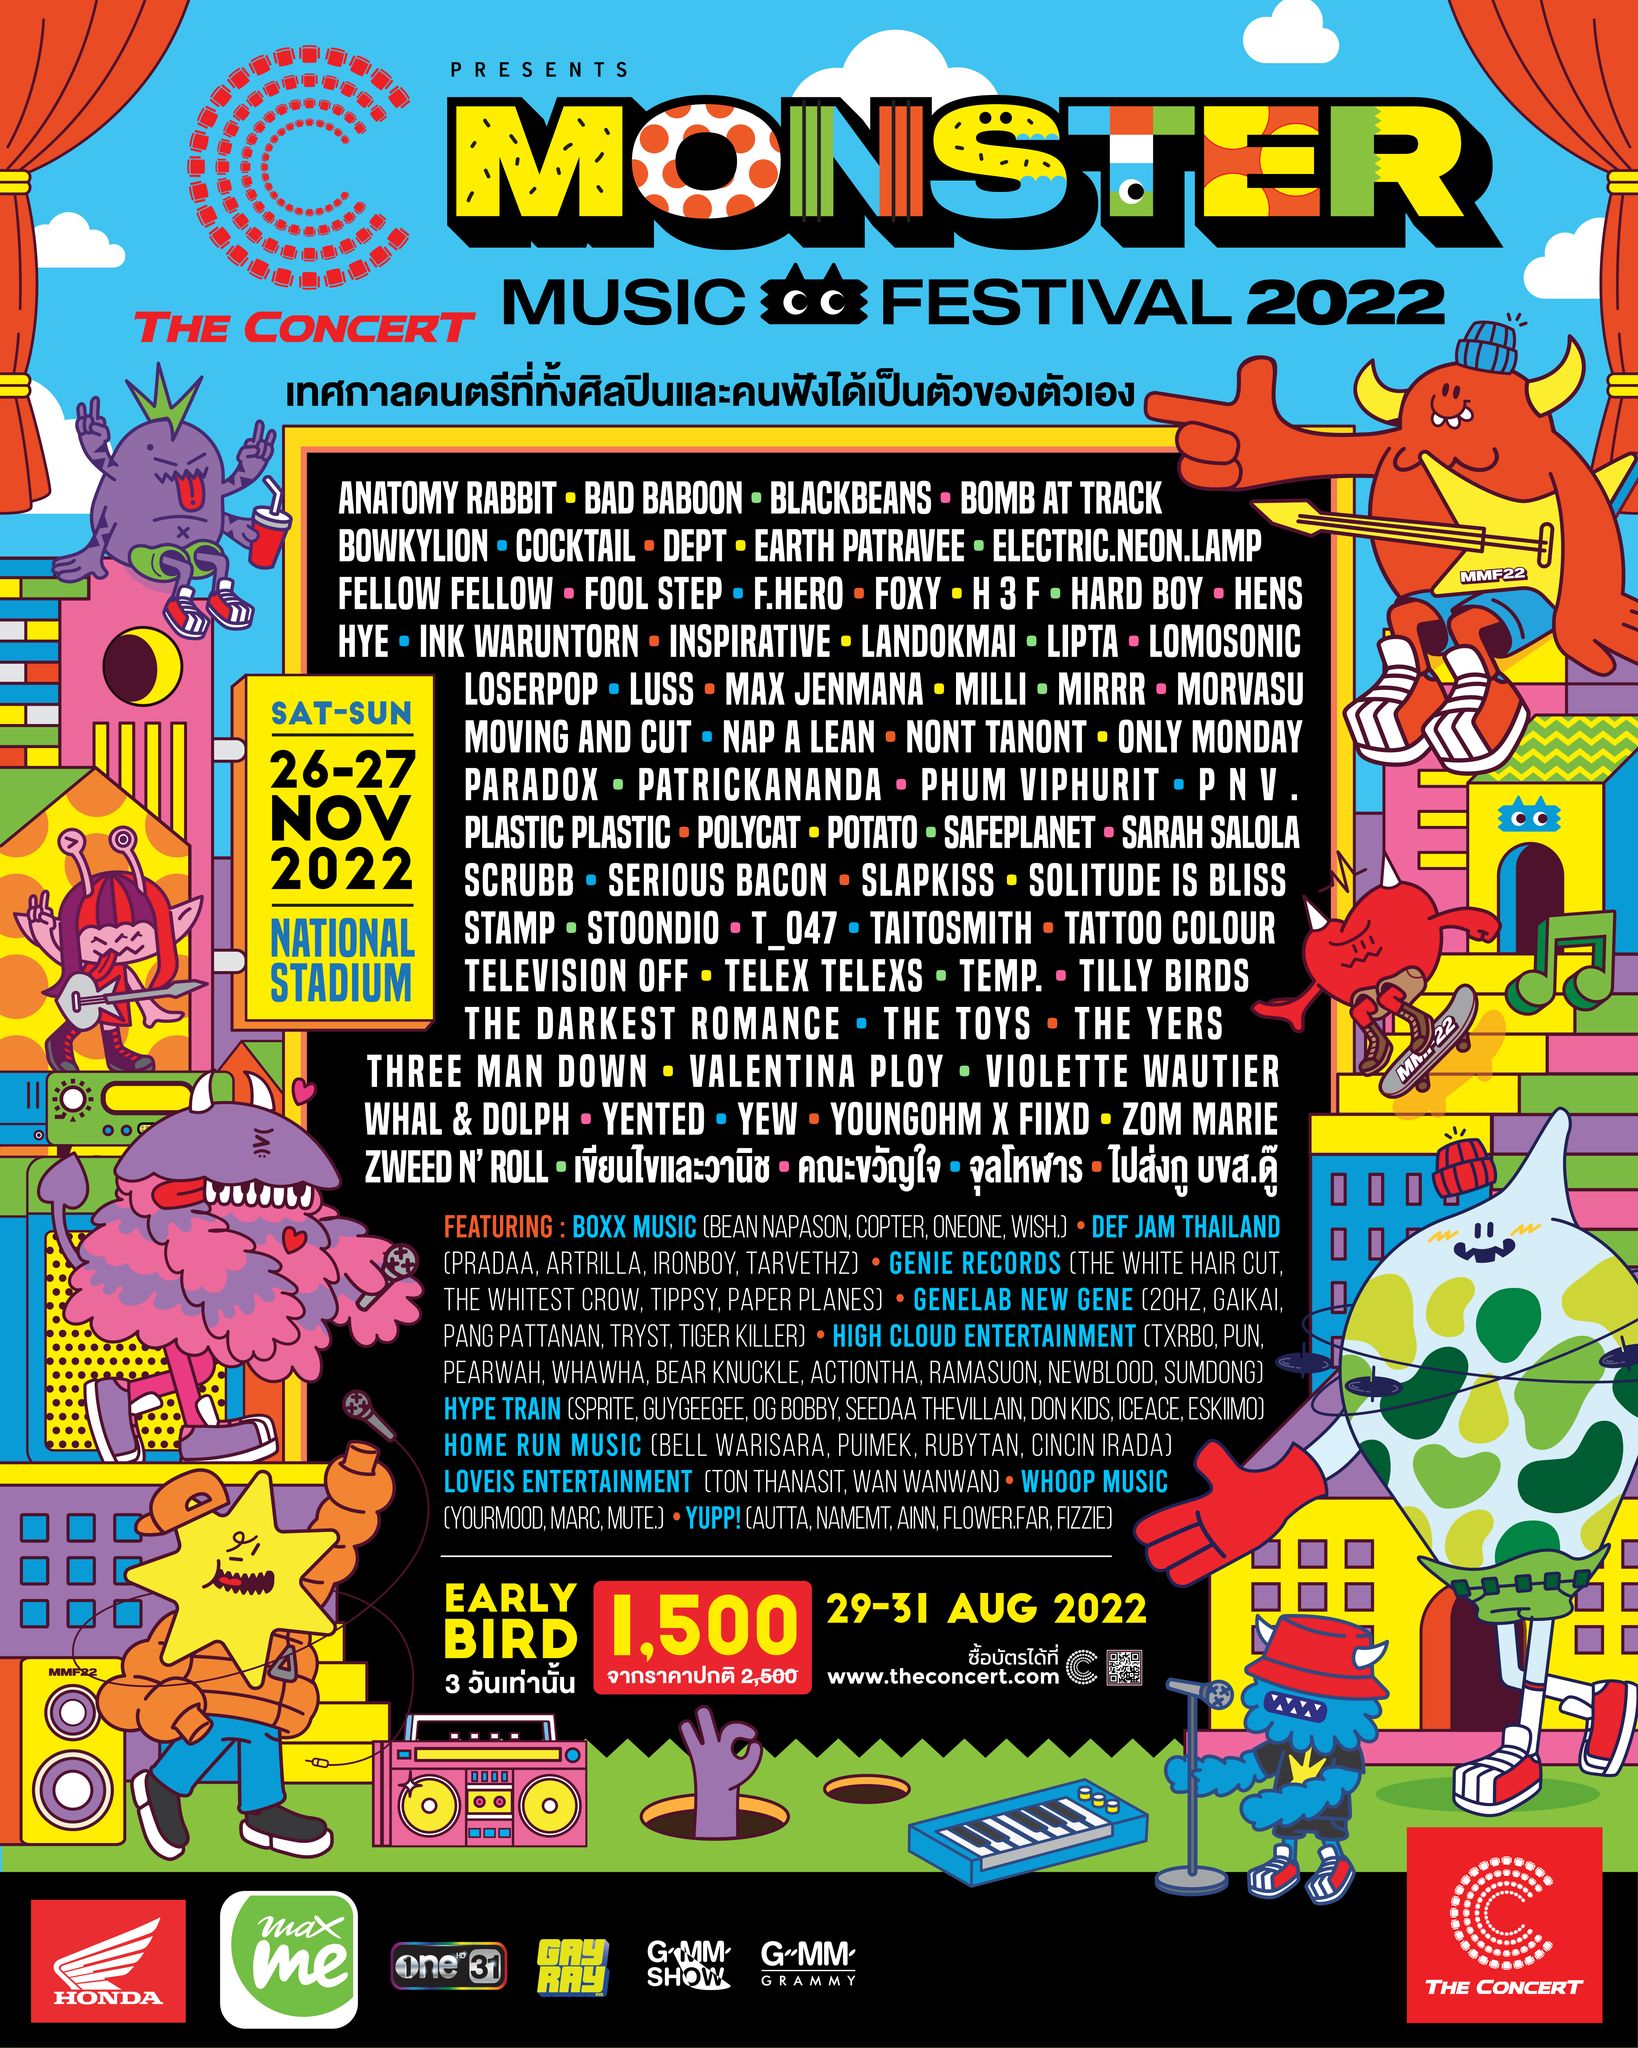 PRESENTS
MONSTER
THE CONCERT
MUSIC FESTIVAL 2022
เทศกาลดนตรีที่ทั้งศิลปินและคนฟังได้เป็นตัวของตัวเอง
ANATOMY RABBIT • BAD BABOON • BLACKBEANS • BOMB AT TRACK
BOWKYLION • COCKTAIL • DEPT • EARTH PATRAVEE • ELECTRIC.NEON.LAMP
FELLOW FELLOW • FOOL STEP • F.HERO • FOXY • H 3 F • HARD BOY • HENS
HYE • INK WARUNTORN • INSPIRATIVE • LANDOKMAI • LIPTA • LOMOSONIC
LOSERPOP • LUSS • MAX JENMANA • MILLI • MIRRR • MORVASU
MOVING AND CUT • NAP A LEAN • NONT TANONT • ONLY MONDAY
PARADOX • PATRICKANANDA • PHUM VIPHURIT • P N V .
PLASTIC PLASTIC • POLYCAT • POTATO • SAFEPLANET • SARAH SALOLA
SCRUBB • SERIOUS BACON • SLAPKISS • SOLITUDE IS BLISS
STAMP • STOONDIO • T_047 • TAITOSMITH • TATTOO COLOUR
TELEVISION OFF • TELEX TELEXS • TEMP. • TILLY BIRDS
THE DARKEST ROMANCE • THE TOYS • THE YERS
THREE MAN DOWN • VALENTINA PLOY • VIOLETTE WAUTIER
WHAL & DOLPH • YENTED • YEW • YOUNGOHM X FIIXD • ZOM MARIE
ZWEED N' ROLL • เขียนไขและวานิช • คณะขวัญใจ • จุลโหฬาร • ไปส่งกู บขส.ดู๊
SAT-SUN
26-27
NOV
2022
NATIONAL
STADIUM
MMF22
MMF22
FEATURING : BOXX MUSIC (BEAN NAPASON, COPTER, ONEONE, WISH.) • DEF JAM THAILAND
(PRADAA, ARTRILLA, IRONBOY, TARVETHZ) • GENIE RECORDS (THE WHITE HAIR CUT,
THE WHITEST CROW, TIPPSY, PAPER PLANES) • GENELAB NEW GENE (20HZ, GAIKAI,
PANG PATTANAN, TRYST, TIGER KILLER) • HIGH CLOUD ENTERTAINMENT (TXRBO, PUN,
PEARWAH, WHAWHA, BEAR KNUCKLE, ACTIONTHA, RAMASUON, NEWBLOOD, SUMDONG)
HYPE TRAIN (SPRITE, GUYGEEGEE, OG BOBBY, SEEDAA THEVILLAIN, DON KIDS, ICEACE, ESKIIMO)
HOME RUN MUSIC (BELL WARISARA, PUIMEK, RUBYTAN, CINCIN IRADA)
LOVEIS ENTERTAINMENT (TON THANASIT, WAN WANWAN) • WHOOP MUSIC
(YOURMOOD, MARC, MUTE.) • YUPP! (AUTTA, NAMEMT, AINN, FLOWER.FAR, FIZZIE)
EARLY
BIRD
3 วันเท่านั้น
1,500
จากราคาปกติ 2,500
29-31 AUG 2022
ซื้อบัตรได้ที่
www.theconcert.com
MMF22
HONDA
max
me
one HD 31
GAY
RAY
GMM
SHOW
GMM
GRAMMY
THE CONCERT